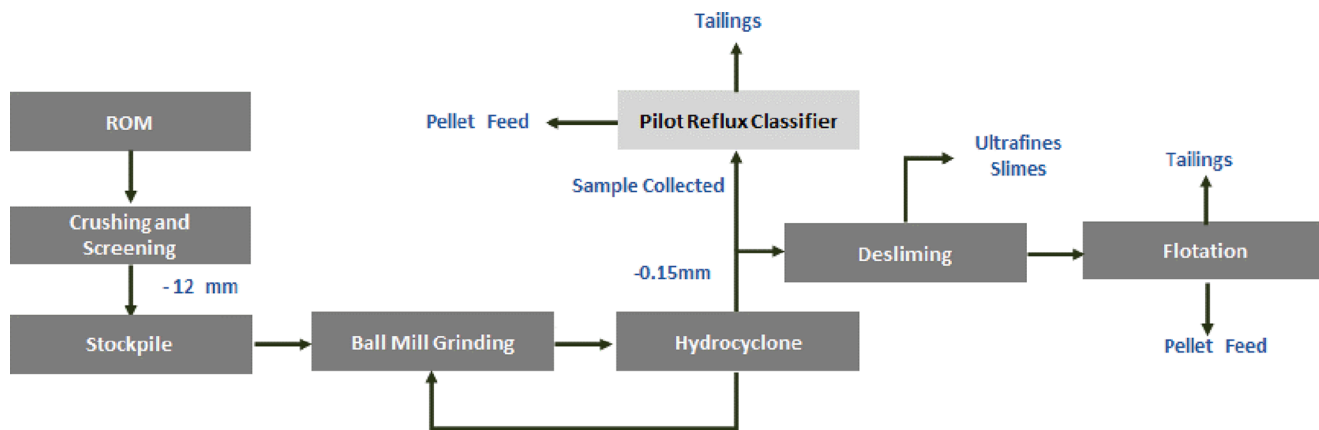 Tailings
ROM
Pellet Feed
Pilot Reflux Classifier
Ultrafines
Slimes
Tailings
Sample Collected
Crushing and
Screening
Desliming
Flotation
-0.15mm
- 12 mm
Stockpile
Ball Mill Grinding
Hydrocyclone
Pellet Feed